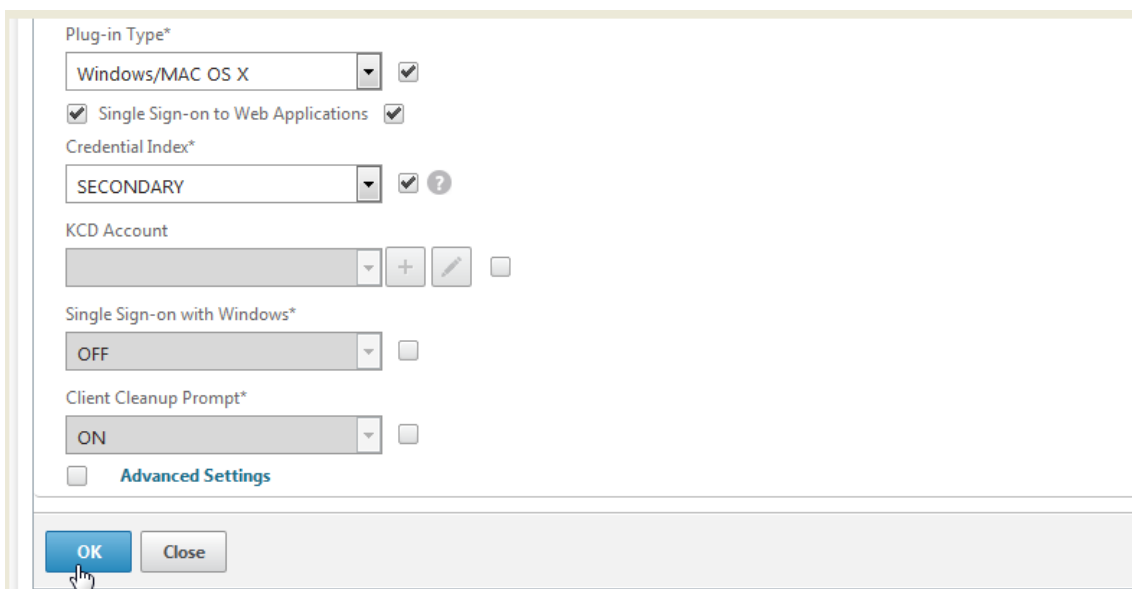 Plug-in Type*
Windows/MAC OS X
Single Sign-on to Web Applications
Credential Index*
SECONDARY
?
KCD Account
+
Single Sign-on with Windows*
OFF
Client Cleanup Prompt*
ON
Advanced Settings
OK Close